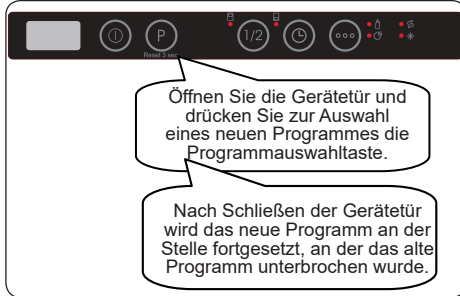 P
1/2
Reset 3 sec
Öffnen Sie die Gerätetür und
drücken Sie zur Auswahl
eines neuen Programmes die
Programmauswahltaste.
Nach Schließen der Gerätetür
wird das neue Programm an der
Stelle fortgesetzt, an der das alte
Programm unterbrochen wurde.